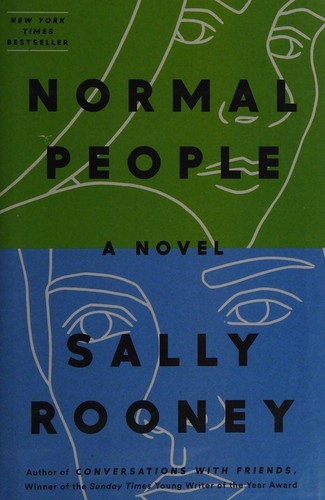 NEW YORK
TIMES
BESTSELLER
NORMAL
PEOPLE
A NOVEL
SALLY
ROONEY
Author of CONVERSATIONS WITH FRIENDS,
Winner of the Sunday Times Young Writer of the Year Award